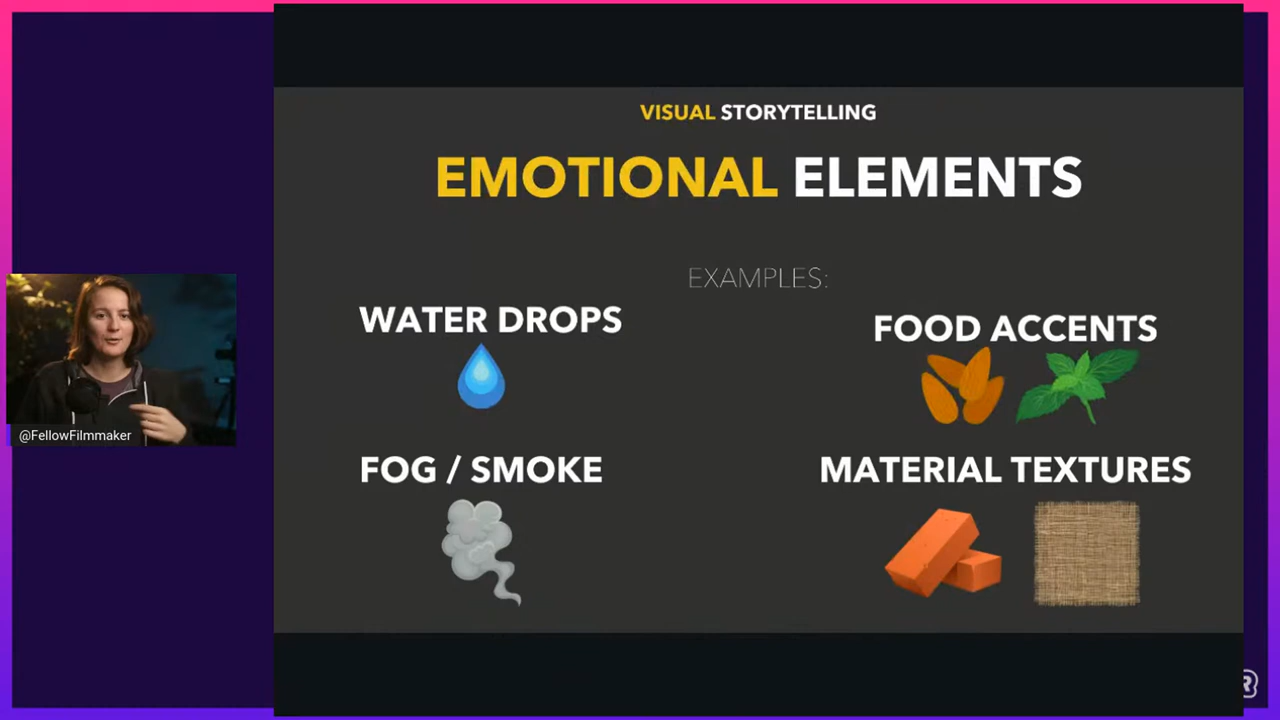 VISUAL STORYTELLING
EMOTIONAL ELEMENTS
EXAMPLES:
WATER DROPS
FOOD ACCENTS
FOG / SMOKE
MATERIAL TEXTURES
@FellowFilmmaker
R